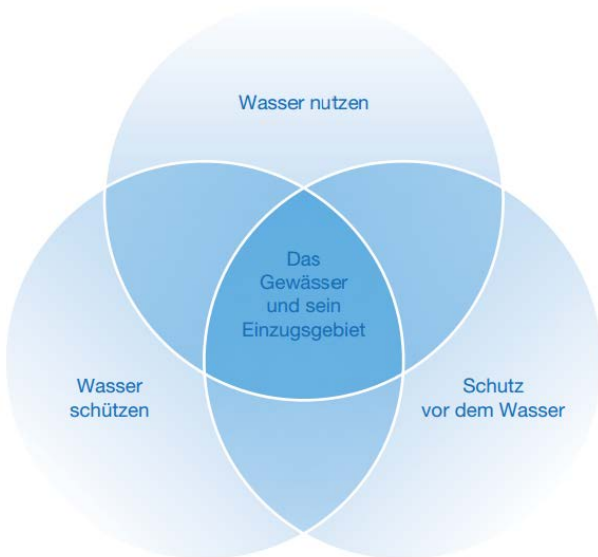 Wasser nutzen
Das
Gewässer
und sein
Einzugsgebiet
Wasser
schützen
Schutz
vor dem Wasser